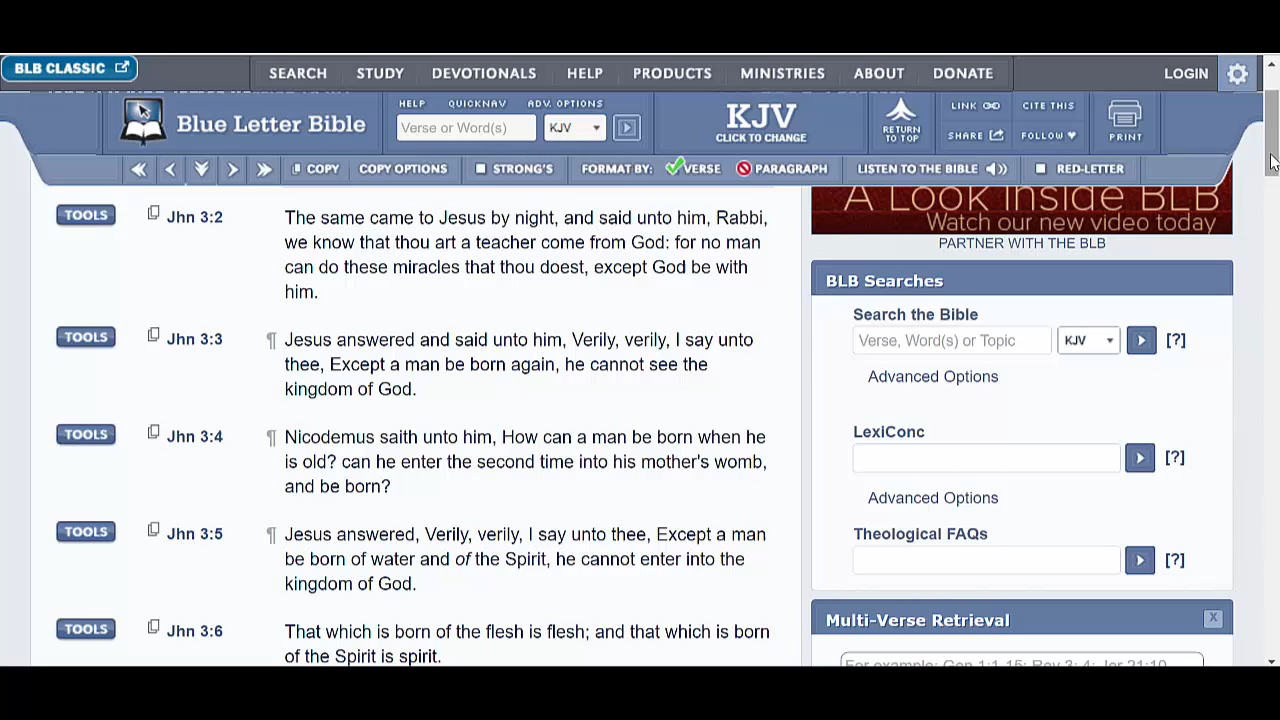 BLB CLASSIC
SEARCH STUDY DEVOTIONALS HELP PRODUCTS MINISTRIES ABOUT DONATE LOGIN
Blue Letter Bible
HELP QUICKNAV ADV. OPTIONS
Verse or Word(s) KJV
KJV
CLICK TO CHANGE
RETURN
TO TOP
LINK CITE THIS
SHARE FOLLOW
PRINT
COPY COPY OPTIONS STRONG'S FORMAT BY: VERSE PARAGRAPH LISTEN TO THE BIBLE RED-LETTER
TOOLS Jhn 3:2 The same came to Jesus by night, and said unto him, Rabbi,
we know that thou art a teacher come from God: for no man
can do these miracles that thou doest, except God be with
him.
TOOLS Jhn 3:3 ¶ Jesus answered and said unto him, Verily, verily, I say unto
thee, Except a man be born again, he cannot see the
kingdom of God.
TOOLS Jhn 3:4 ¶ Nicodemus saith unto him, How can a man be born when he
is old? can he enter the second time into his mother's womb,
and be born?
TOOLS Jhn 3:5 ¶ Jesus answered, Verily, verily, I say unto thee, Except a man
be born of water and of the Spirit, he cannot enter into the
kingdom of God.
TOOLS Jhn 3:6 That which is born of the flesh is flesh; and that which is born
of the Spirit is spirit.
A Look Inside BLB
Watch our new video today
PARTNER WITH THE BLB
BLB Searches
Search the Bible
Verse, Word(s) or Topic KJV [?]
Advanced Options
LexiConc
[?]
Advanced Options
Theological FAQs
[?]
Multi-Verse Retrieval X
For example: Gen 1:1-15; Rev 3: 4; Jer 21:10